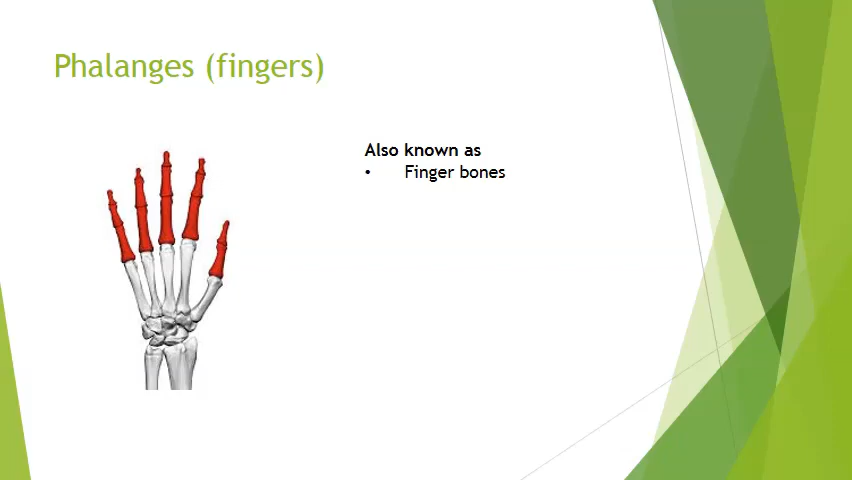 Phalanges (fingers)
Also known as
• Finger bones